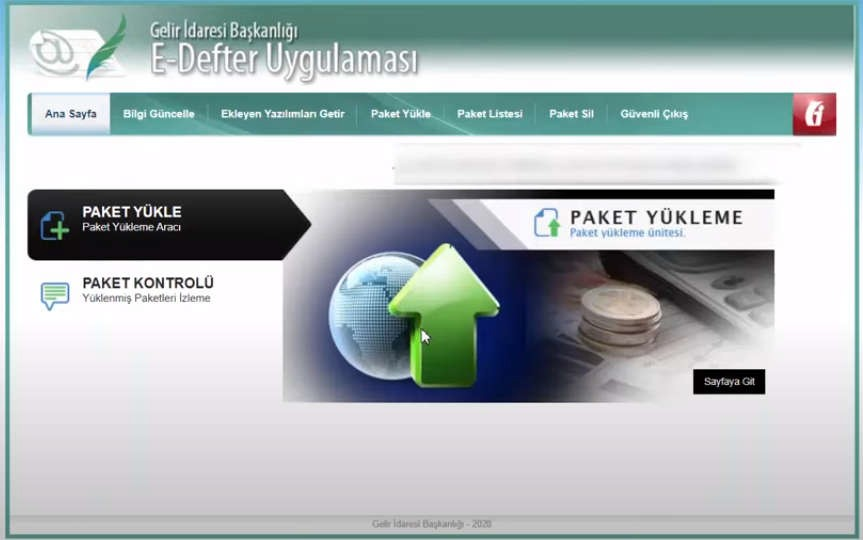 Gelir İdaresi Başkanlığı
E-Defter Uygulaması
Ana Sayfa
Bilgi Güncelle
Ekleyen Yazılımları Getir
Paket Yükle
Paket Listesi
Paket Sil
Güvenli Çıkış
PAKET YÜKLE
Paket Yükleme Aracı
PAKET KONTROLÜ
Yüklenmiş Paketleri İzleme
PAKET YÜKLEME
Paket yükleme ünitesi.
Sayfaya Git
Gelir İdaresi Başkanlığı - 2020